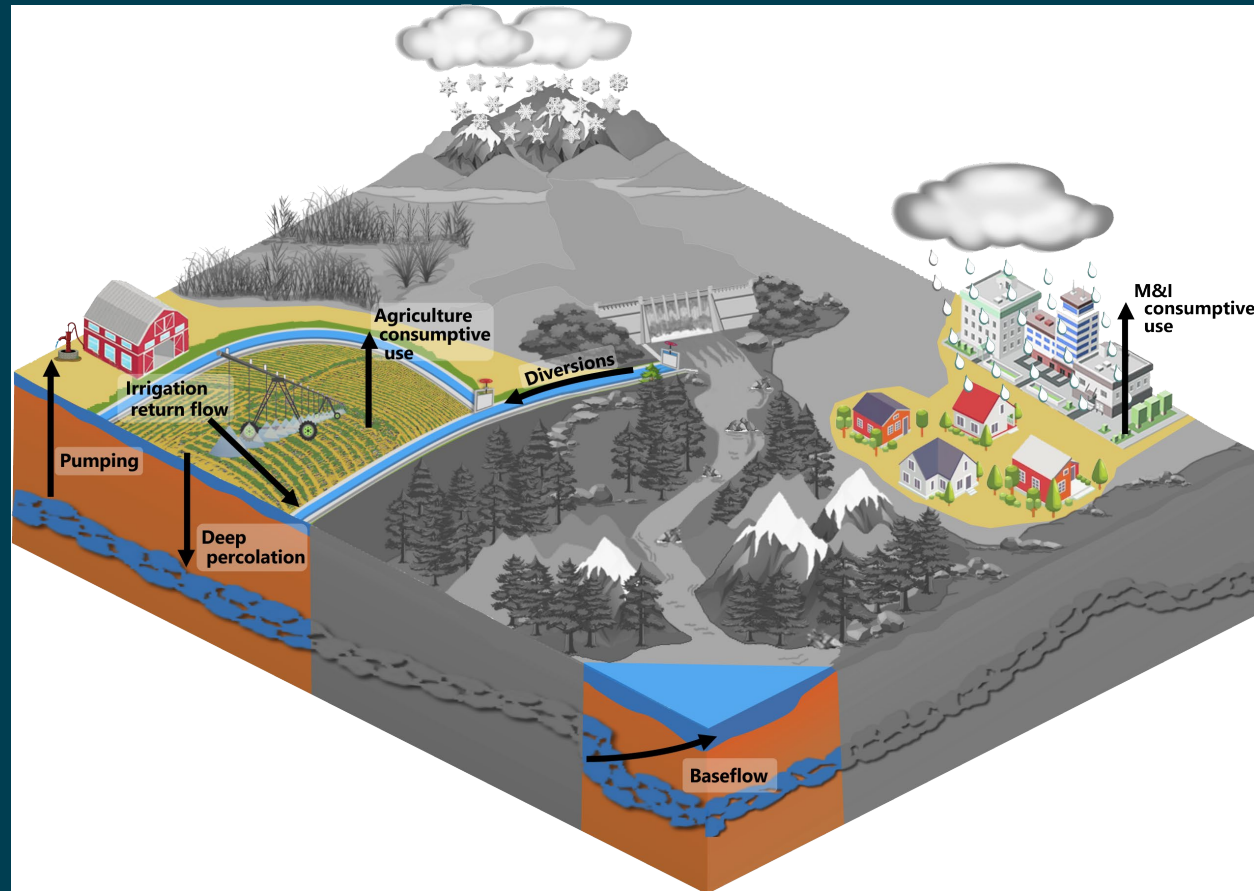 M&I
consumptive
use
Agriculture
consumptive
use
Diversions
Irrigation
return flow
Pumping
Deep
percolation
Baseflow